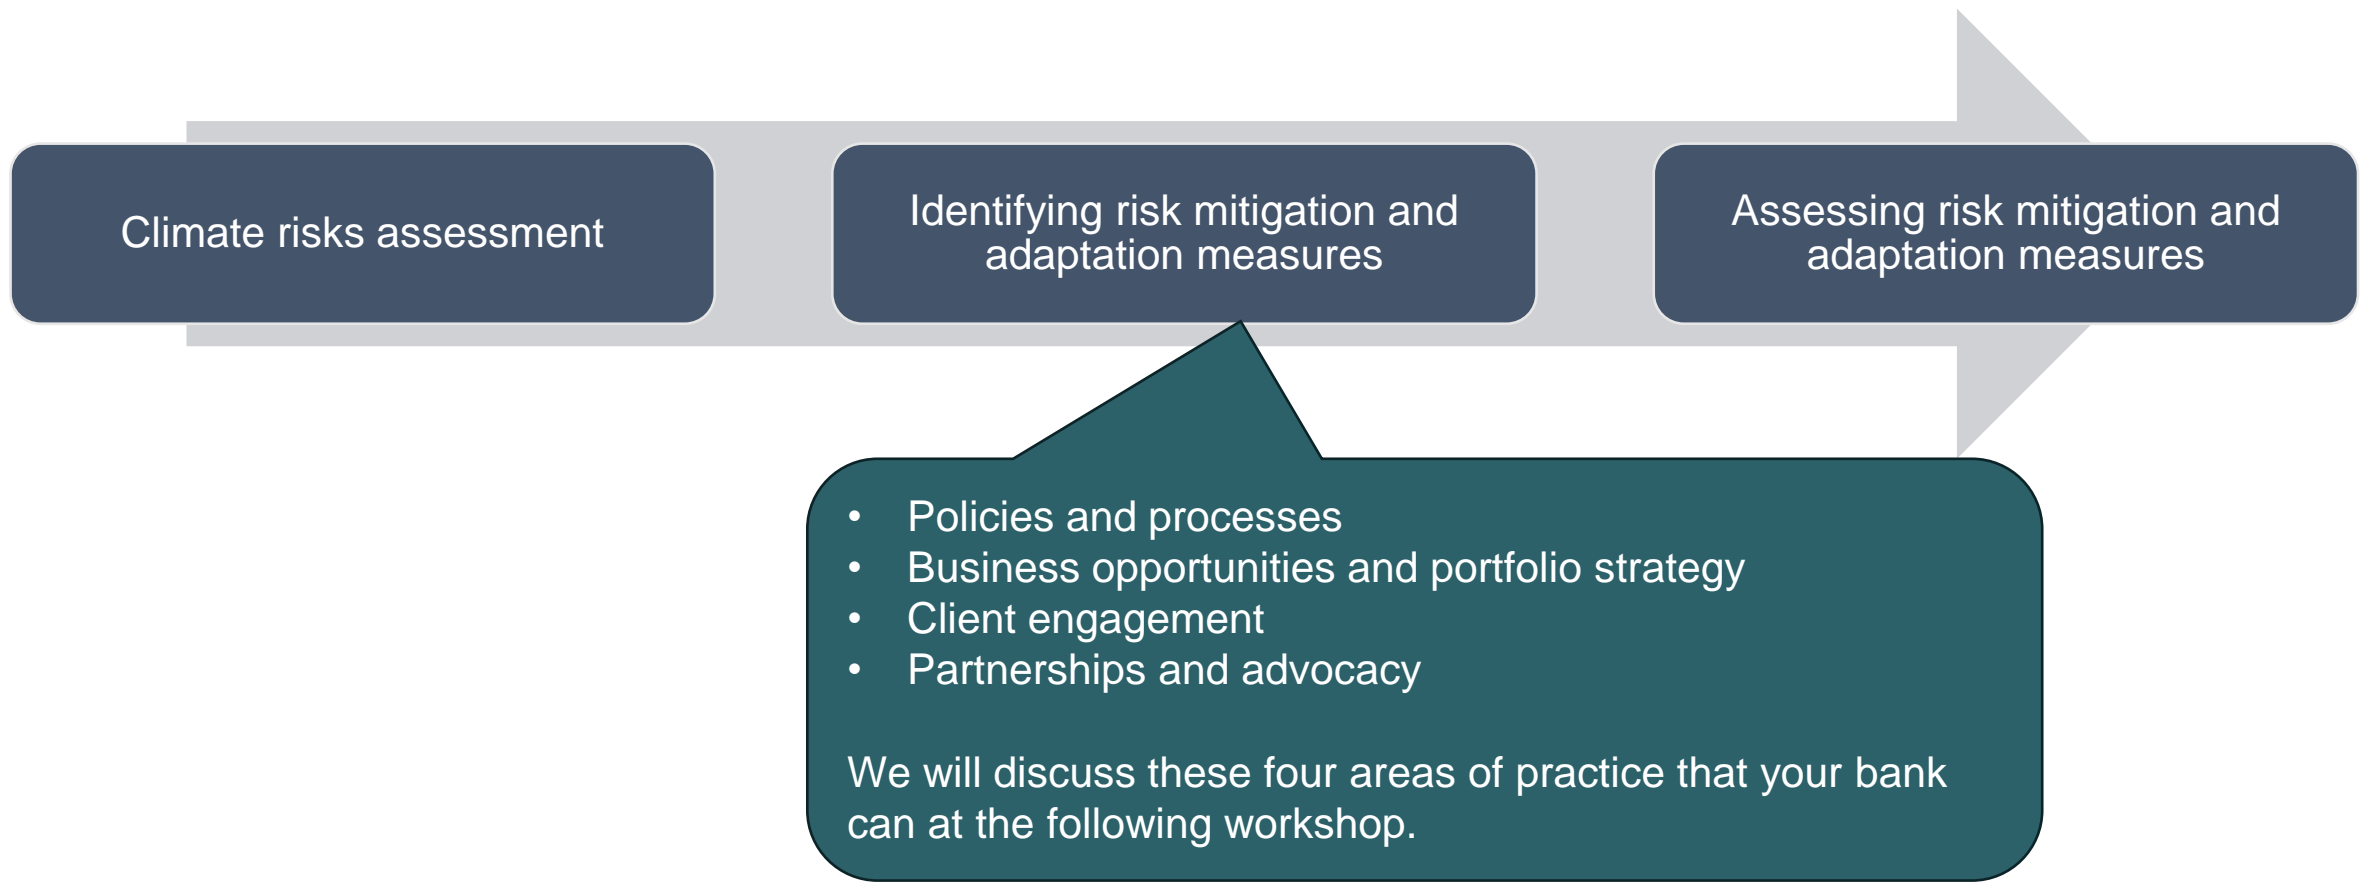 Climate risks assessment
Identifying risk mitigation and
adaptation measures
Assessing risk mitigation and
adaptation measures
• Policies and processes
• Business opportunities and portfolio strategy
• Client engagement
• Partnerships and advocacy
We will discuss these four areas of practice that your bank
can at the following workshop.